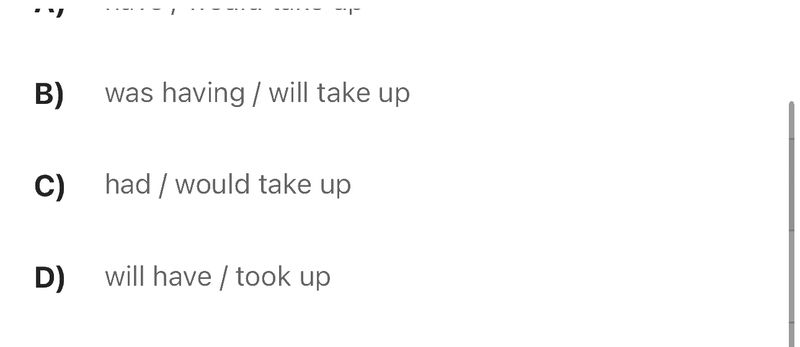 B) was having / will take up
C) had / would take up
D) will have / took up